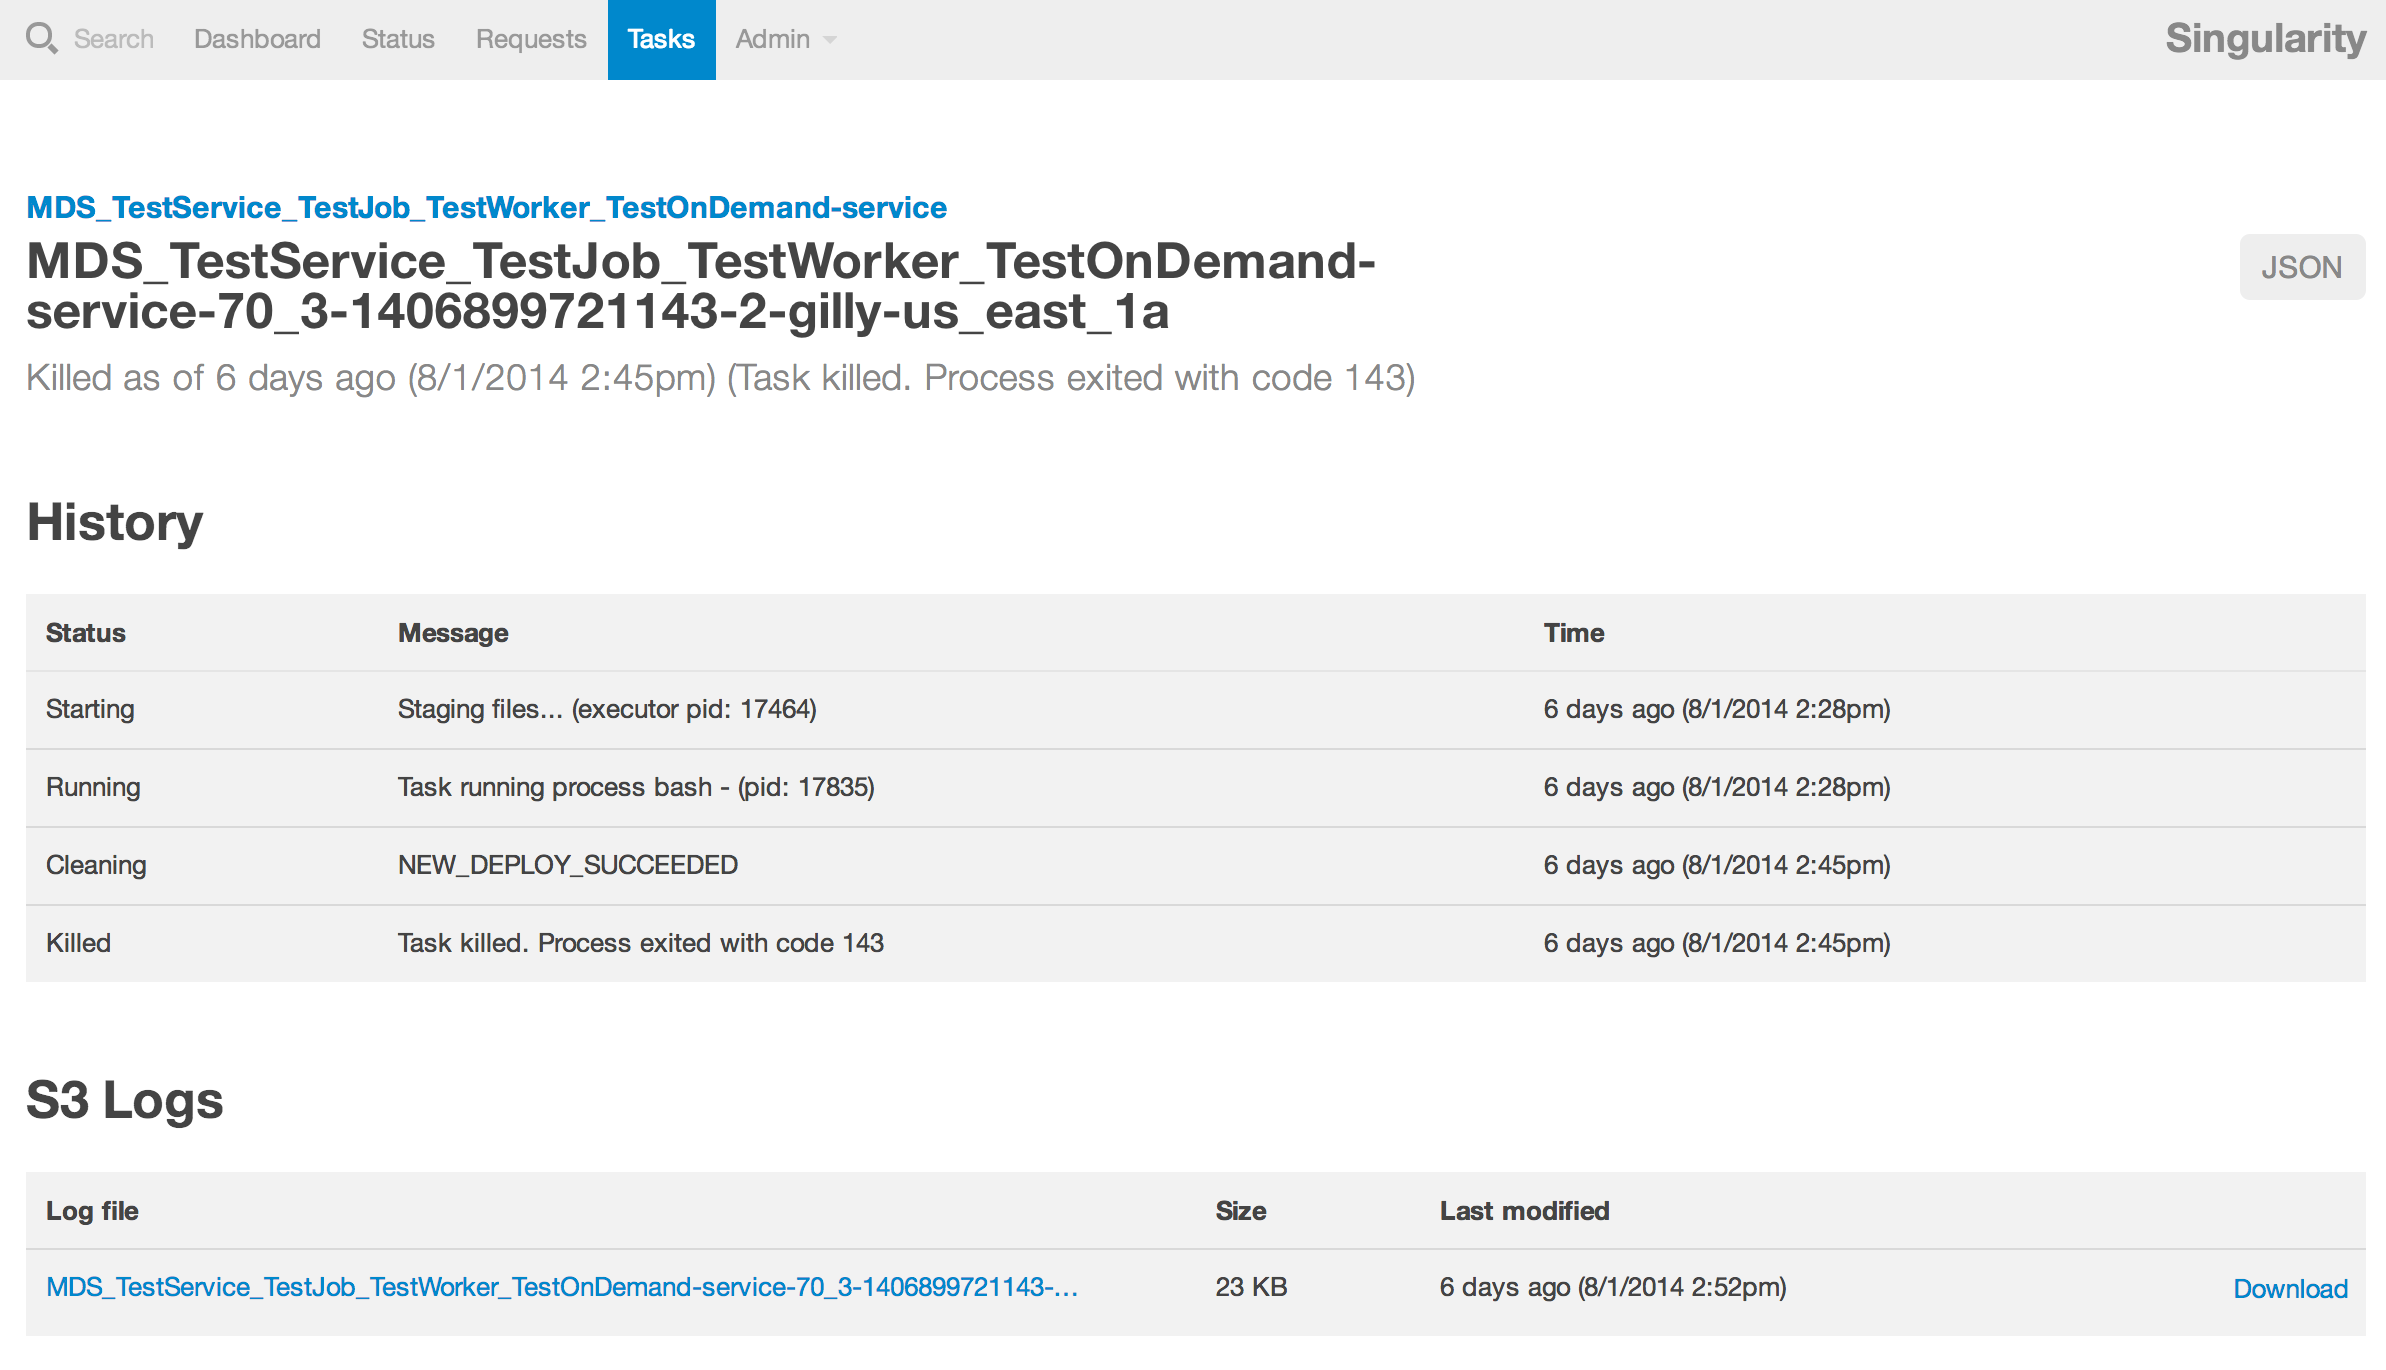 Search Dashboard Status Requests Tasks Admin Singularity
MDS_TestService_TestJob_TestWorker_TestOnDemand-service
MDS_TestService_TestJob_TestWorker_TestOnDemand-
service-70_3-1406899721143-2-gilly-us_east_1a
JSON
Killed as of 6 days ago (8/1/2014 2:45pm) (Task killed. Process exited with code 143)
History
Status Message Time
Starting Staging files... (executor pid: 17464) 6 days ago (8/1/2014 2:28pm)
Running Task running process bash - (pid: 17835) 6 days ago (8/1/2014 2:28pm)
Cleaning NEW_DEPLOY_SUCCEEDED 6 days ago (8/1/2014 2:45pm)
Killed Task killed. Process exited with code 143 6 days ago (8/1/2014 2:45pm)
S3 Logs
Log file Size Last modified
MDS_TestService_TestJob_TestWorker_TestOnDemand-service-70_3-1406899721143-... 23 KB 6 days ago (8/1/2014 2:52pm) Download